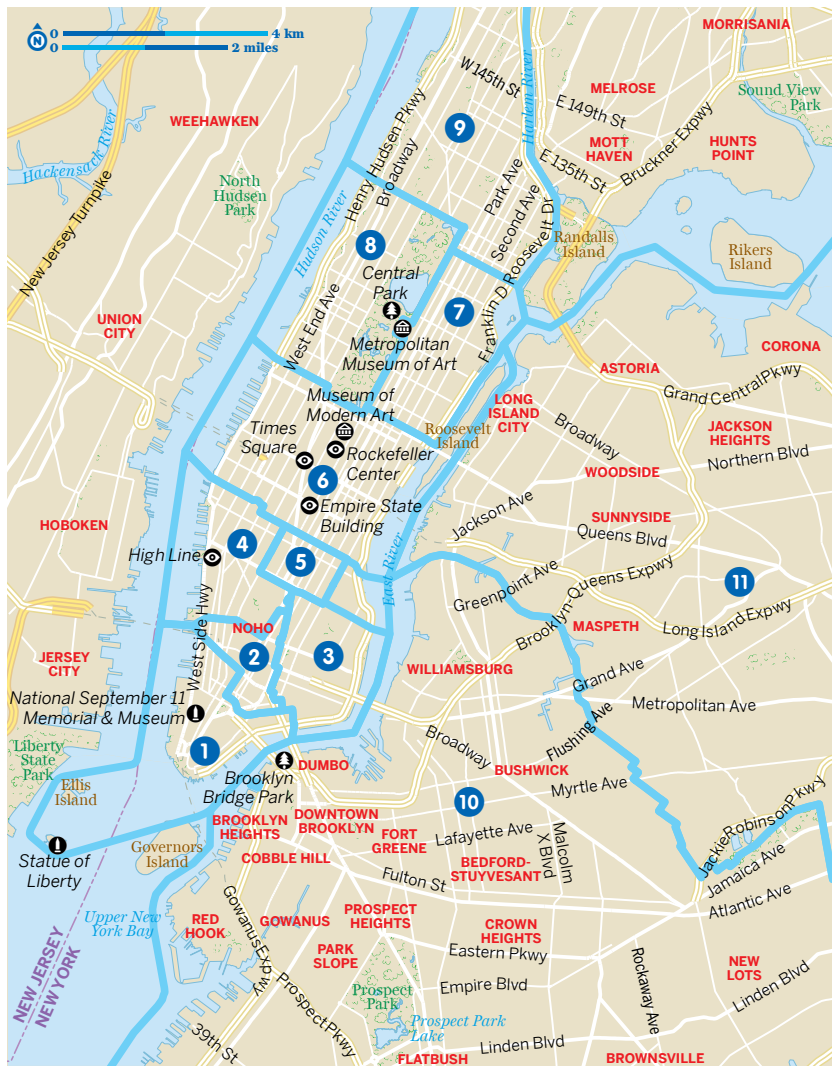 0 4 km
N
0 2 miles
MORRISANIA
W145th St
MELROSE
Sound View
Park
E 149th St
Harlem River
WEEHAWKEN
9
MOTT
HAVEN
HUNTS
POINT
Bruckner Expwy
Hackensack River
Henry Hudsen Pkwy
Broadway
E 135th St
Park Ave
North
Hudsen
Park
Second Ave
New Jersey Turnpike
Hudson River
8
Randalls
Island
Rikers
Island
Central
Park
Franklin D Roosevelt Dr
7
UNION
CITY
West End Ave
Metropolitan
Museum of Art
CORONA
ASTORIA
Grand Central Pkwy
Museum of
Modern Art
LONG
ISLAND
CITY
Roosevelt
Island
Broadway
JACKSON
HEIGHTS
Times
Square
Rockefeller
Center
Northern Blvd
WOODSIDE
6
Empire State
Building
HOBOKEN
Jackson Ave
SUNNYSIDE
Queens Blvd
4
High Line
5
East River
Greenpoint Ave
Brooklyn-Queens Expwy
11
Long Island Expwy
West Side Hwy
NOHO
MASPETH
2
3
JERSEY
CITY
WILLIAMSBURG
Grand Ave
National September 11
Memorial & Museum
Metropolitan Ave
Flushing Ave
1
Broadway
Liberty
State
Park
DUMBO
BUSHWICK
Ellis
Island
Brooklyn
Bridge Park
Myrtle Ave
10
Jackie Robinson Pkwy
BROOKLYN
HEIGHTS
DOWNTOWN
BROOKLYN
FORT
GREENE
Lafayette Ave
Malcolm
X Blvd
Statue of
Liberty
Governors
Island
COBBLE HILL
BEDFORD-
STUYVESANT
Jamaica Ave
Fulton St
Atlantic Ave
Upper New
York Bay
RED
HOOK
Gowanus Expwy
GOWANUS
PROSPECT
HEIGHTS
CROWN
HEIGHTS
PARK
SLOPE
Eastern Pkwy
NEW JERSEY
NEW YORK
NEW
LOTS
Rockaway Ave
Prospect Pkwy
Prospect
Park
Empire Blvd
Linden Blvd
Prospect Park
Lake
39th St
Linden Blvd
FLATBUSH
BROWNSVILLE